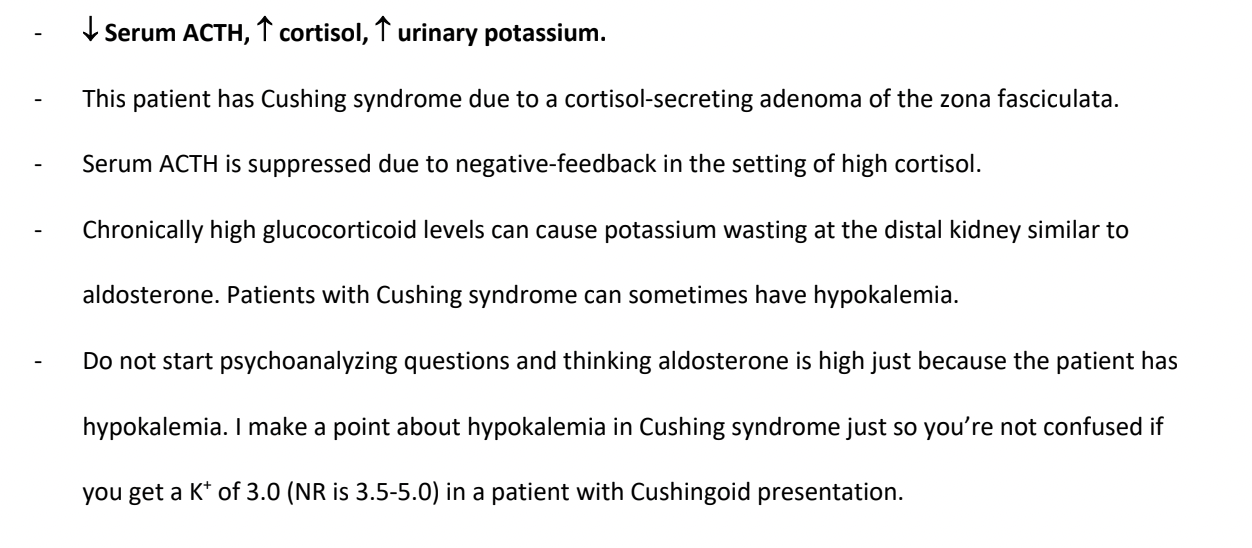 - ↓ Serum ACTH, ↑ cortisol, ↑ urinary potassium.
- This patient has Cushing syndrome due to a cortisol-secreting adenoma of the zona fasciculata.
- Serum ACTH is suppressed due to negative-feedback in the setting of high cortisol.
- Chronically high glucocorticoid levels can cause potassium wasting at the distal kidney similar to
aldosterone. Patients with Cushing syndrome can sometimes have hypokalemia.
- Do not start psychoanalyzing questions and thinking aldosterone is high just because the patient has
hypokalemia. I make a point about hypokalemia in Cushing syndrome just so you’re not confused if
you get a K⁺ of 3.0 (NR is 3.5-5.0) in a patient with Cushingoid presentation.